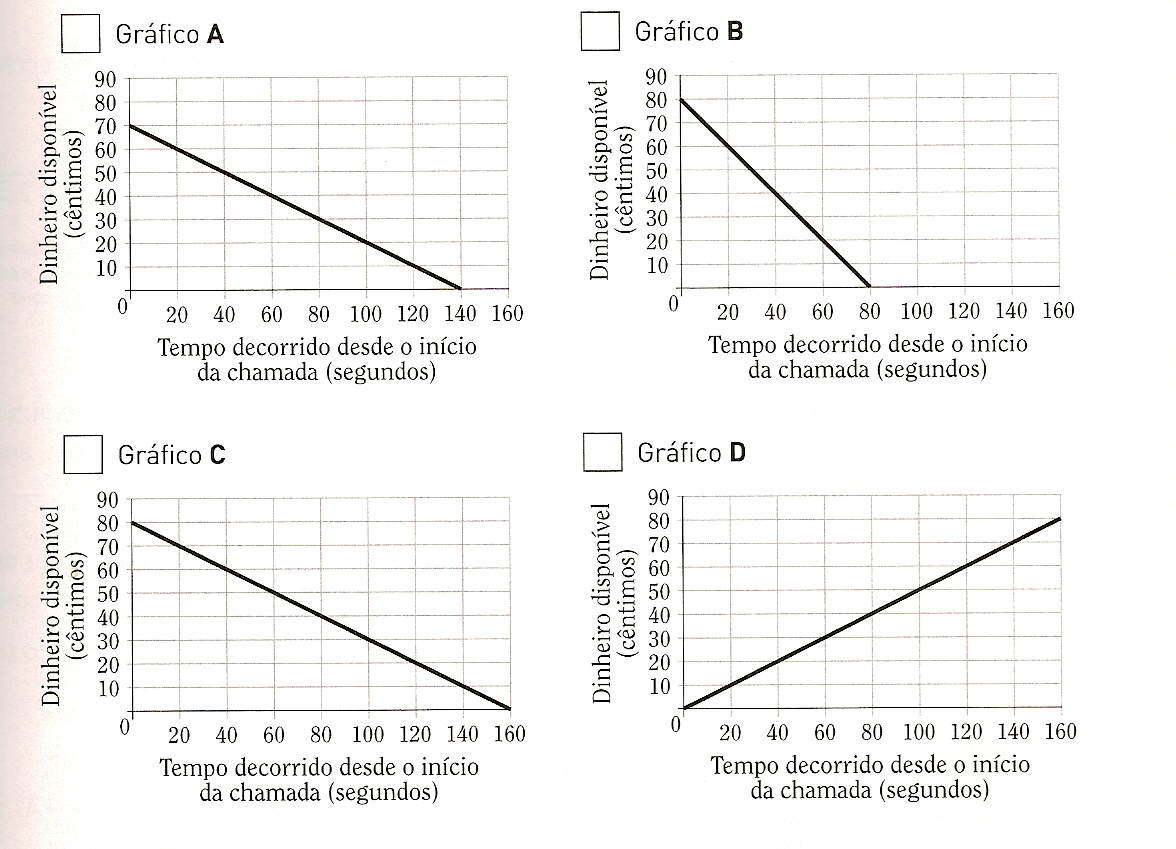 Gráfico A
Dinheiro disponível
(cêntimos)
90
80
70
60
50
40
30
20
10
0
20 40 60 80 100 120 140 160
Tempo decorrido desde o início
da chamada (segundos)
Gráfico B
Dinheiro disponível
(cêntimos)
90
80
70
60
50
40
30
20
10
0
20 40 60 80 100 120 140 160
Tempo decorrido desde o início
da chamada (segundos)
Gráfico C
Dinheiro disponível
(cêntimos)
90
80
70
60
50
40
30
20
10
0
20 40 60 80 100 120 140 160
Tempo decorrido desde o início
da chamada (segundos)
Gráfico D
Dinheiro disponível
(cêntimos)
90
80
70
60
50
40
30
20
10
0
20 40 60 80 100 120 140 160
Tempo decorrido desde o início
da chamada (segundos)